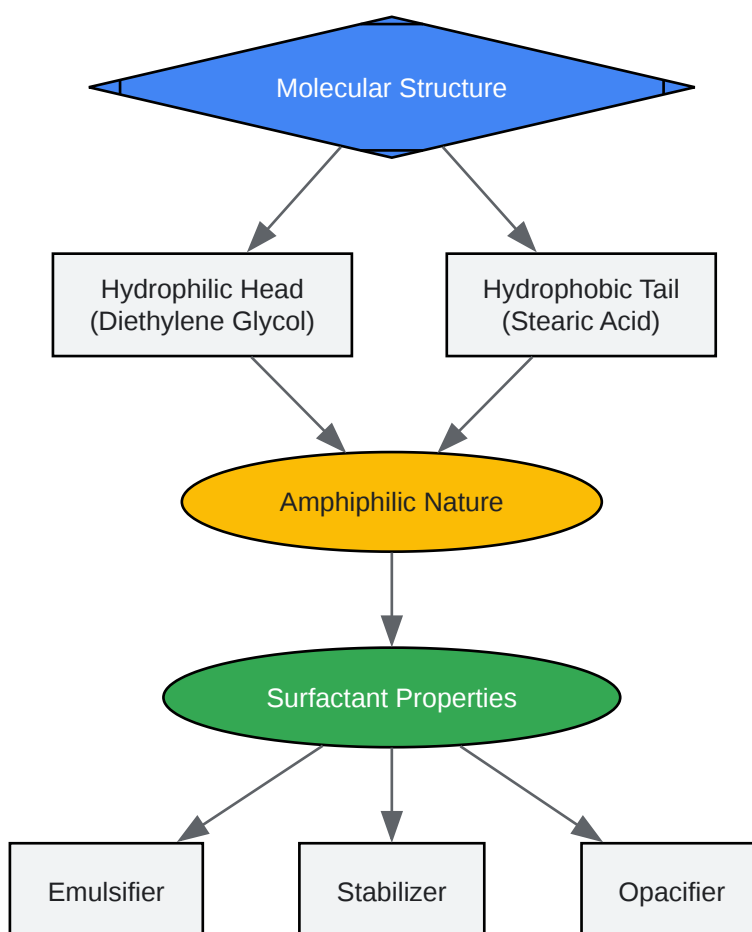 Molecular Structure
Hydrophilic Head
(Diethylene Glycol)
Hydrophobic Tail
(Stearic Acid)
Amphiphilic Nature
Surfactant Properties
Emulsifier
Stabilizer
Opacifier